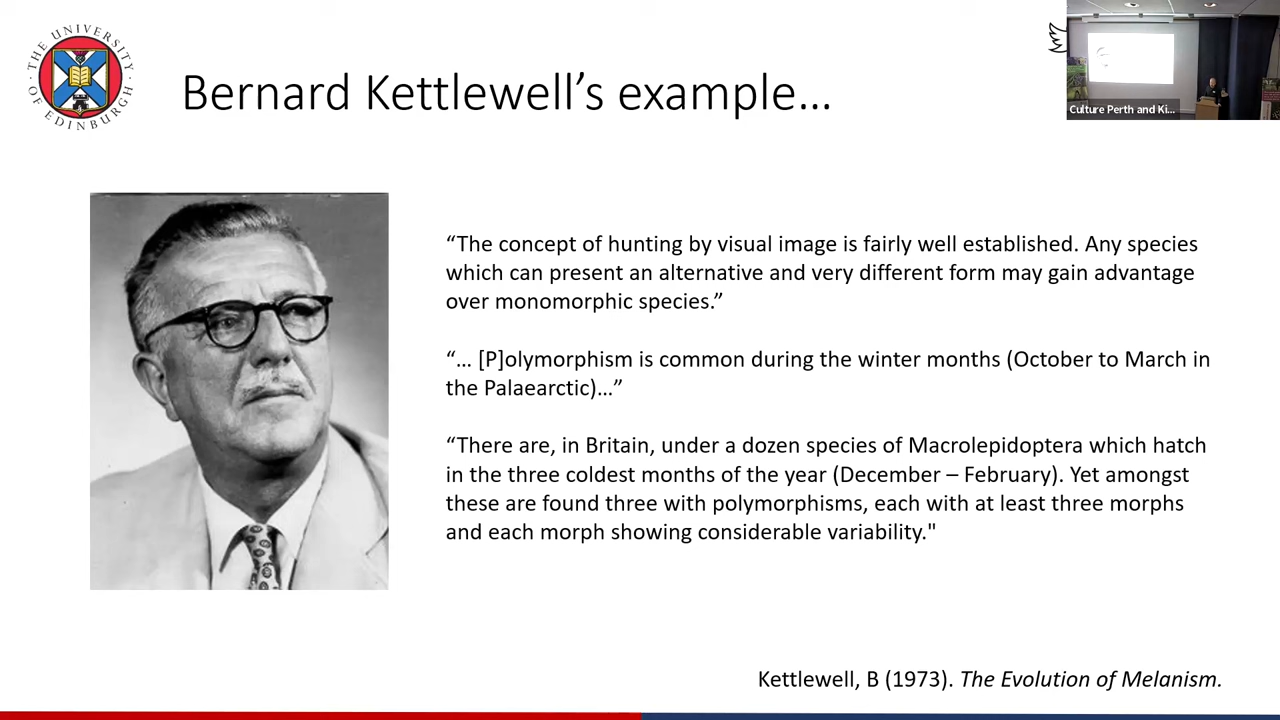 THE UNIVERSITY OF EDINBURGH
Bernard Kettlewell’s example…
Culture Perth and Ki...
“The concept of hunting by visual image is fairly well established. Any species
which can present an alternative and very different form may gain advantage
over monomorphic species.”
“… [P]olymorphism is common during the winter months (October to March in
the Palaearctic)…”
“There are, in Britain, under a dozen species of Macrolepidoptera which hatch
in the three coldest months of the year (December – February). Yet amongst
these are found three with polymorphisms, each with at least three morphs
and each morph showing considerable variability."
Kettlewell, B (1973). The Evolution of Melanism.